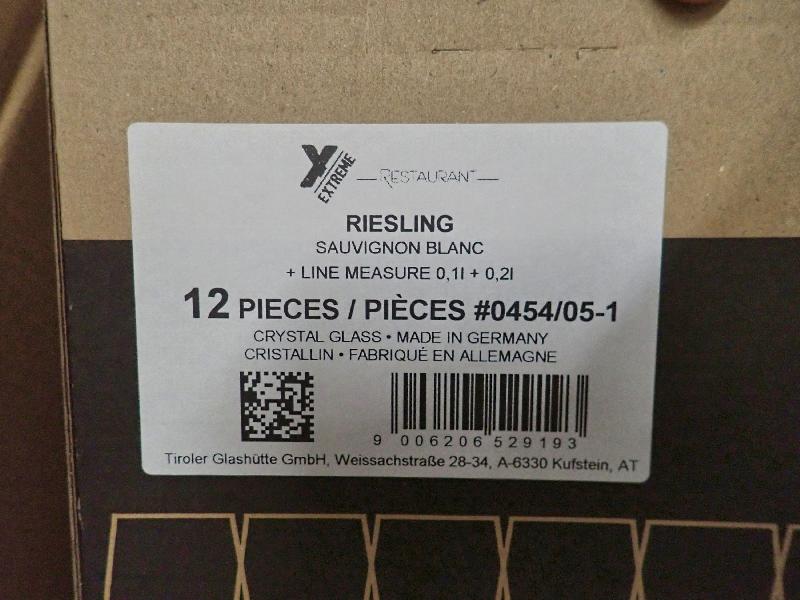 X EXTREME RESTAURANT
RIESLING
SAUVIGNON BLANC
+ LINE MEASURE 0,1l + 0,2l
12 PIECES / PIÈCES #0454/05-1
CRYSTAL GLASS • MADE IN GERMANY
CRISTALLIN • FABRIQUÉ EN ALLEMAGNE
9 006206 529193
Tiroler Glashütte GmbH, Weissachstraße 28-34, A-6330 Kufstein, AT